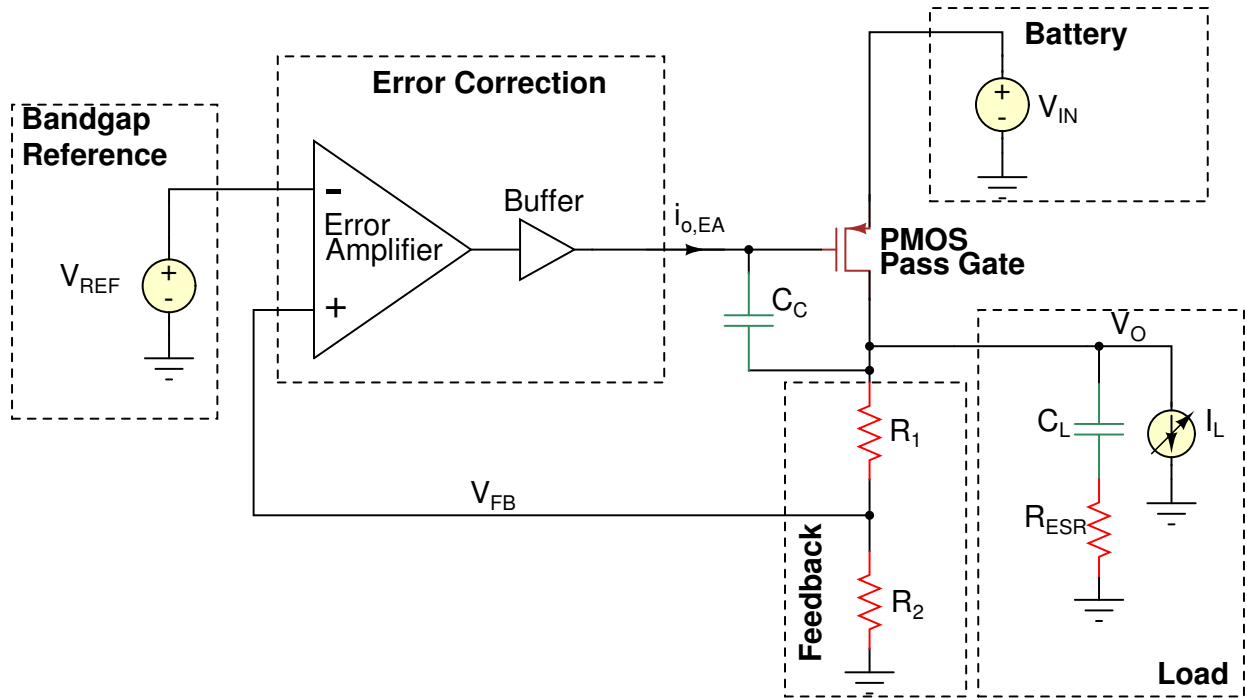 Battery
Error Correction
Bandgap
Reference
+
-
V_IN
-
Buffer
Error
Amplifier
i_o,EA
PMOS
Pass Gate
V_REF
+
-
+
C_C
V_O
R_1
C_L
I_L
V_FB
R_ESR
Feedback
R_2
Load